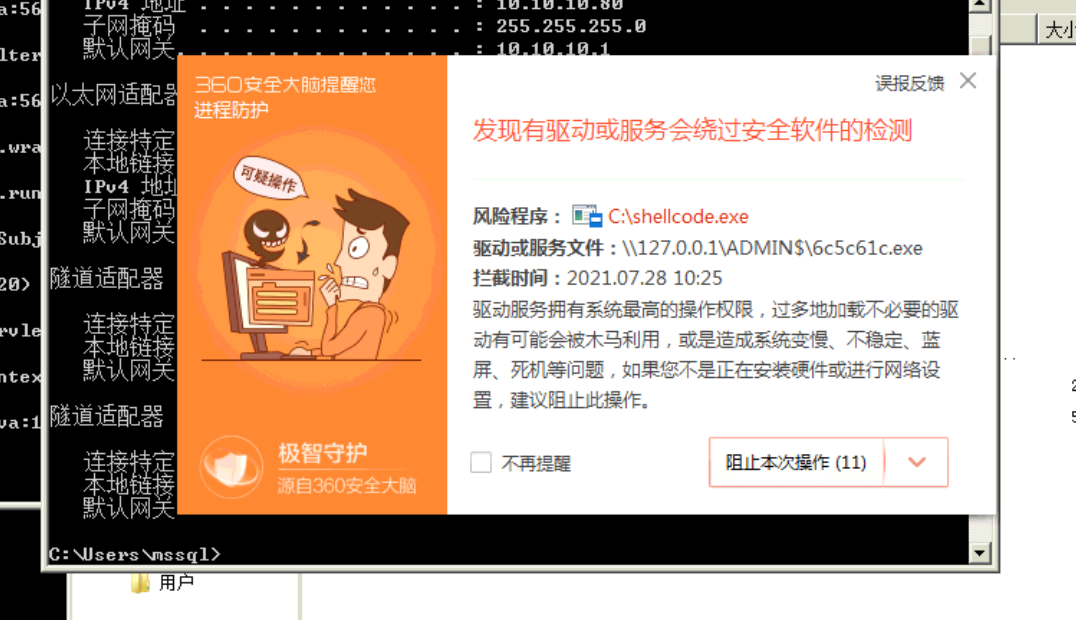 a:56
IPv4 地址 . . . . . . . . . . . . : 10.10.10.80
子网掩码 . . . . . . . . . . . . : 255.255.255.0
lter
默认网关. . . . . . . . . . . . . : 10.10.10.1
大小
a:56
以太网适配器
.wra
连接特定
本地链接
.run
IPv4 地址
子网掩码
Subj
默认网关
20)
隧道适配器
rvle
连接特定
本地链接
默认网关
ntex
va:1
隧道适配器
连接特定
本地链接
默认网关
C:\Users\mssql>
用户
360安全大脑提醒您
进程防护
可疑操作
极智守护
源自360安全大脑
误报反馈
发现有驱动或服务会绕过安全软件的检测
风险程序： C:\shellcode.exe
驱动或服务文件：\\127.0.0.1\ADMIN$\6c5c61c.exe
拦截时间：2021.07.28 10:25
驱动服务拥有系统最高的操作权限，过多地加载不必要的驱
动有可能会被木马利用，或是造成系统变慢、不稳定、蓝
屏、死机等问题，如果您不是正在安装硬件或进行网络设
置，建议阻止此操作。
不再提醒
阻止本次操作 (11)